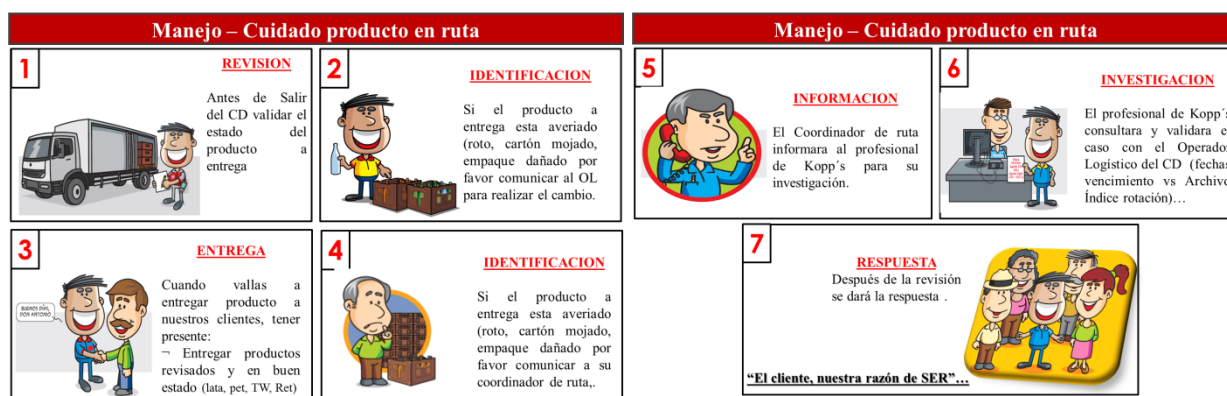 Manejo – Cuidado producto en ruta
1
REVISION
Antes de Salir
del CD validar el
estado del
producto a
entrega
2
IDENTIFICACION
Si el producto a
entrega esta averiado
(roto, cartón mojado,
empaque dañado por
favor comunicar al OL
para realizar el cambio.
3
ENTREGA
BUENOS DÍAS,
DON ANTONIO
Cuando vallas a
entregar producto a
nuestros clientes, tener
presente:
¬ Entregar productos
revisados y en buen
estado (lata, pet, TW, Ret)
4
IDENTIFICACION
Si el producto a
entrega esta averiado
(roto, cartón mojado,
empaque dañado por
favor comunicar a su
coordinador de ruta,.
Manejo – Cuidado producto en ruta
5
INFORMACION
El Coordinador de ruta
informara al profesional
de Kopp´s para su
investigación.
6
INVESTIGACION
El profesional de Kopp´s
consultara y validara e
caso con el Operado
Logístico del CD (fechas
vencimiento vs Archivo
Índice rotación)…
7
RESPUESTA
Después de la revisión
se dará la respuesta .
“El cliente, nuestra razón de SER”…